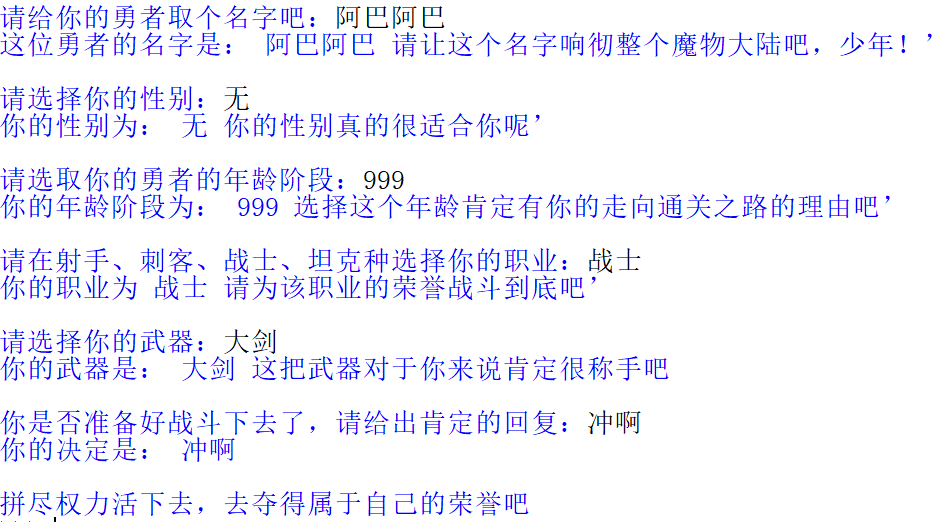 请给你的勇者取个名字吧：阿巴阿巴
这位勇者的名字是： 阿巴阿巴 请让这个名字响彻整个魔物大陆吧，少年！’
请选择你的性别：无
你的性别为： 无 你的性别真的很适合你呢’
请选取你的勇者的年龄阶段：999
你的年龄阶段为： 999 选择这个年龄肯定有你的走向通关之路的理由吧’
请在射手、刺客、战士、坦克种选择你的职业：战士
你的职业为 战士 请为该职业的荣誉战斗到底吧’
请选择你的武器：大剑
你的武器是： 大剑 这把武器对于你来说肯定很称手吧
你是否准备好战斗下去了，请给出肯定的回复：冲啊
你的决定是： 冲啊
拼尽权力活下去，去夺得属于自己的荣誉吧